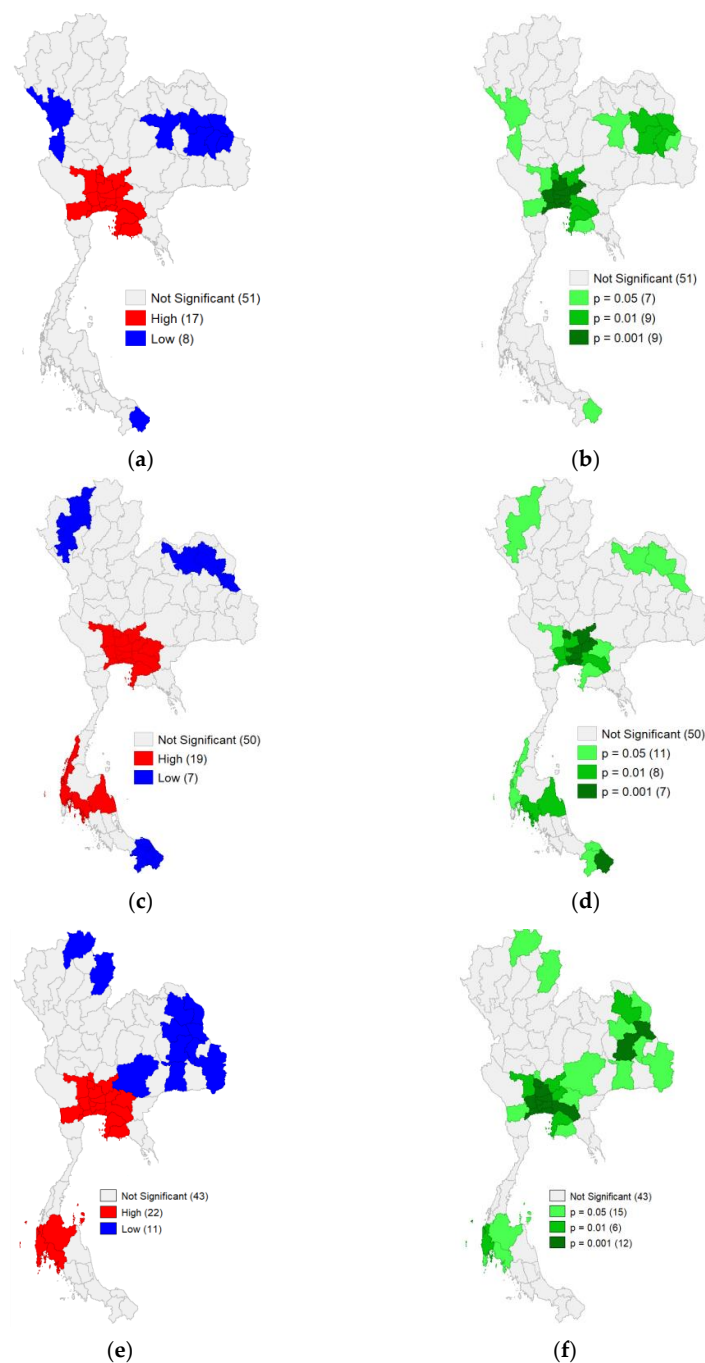 Not Significant (51)
High (17)
Low (8)
Not Significant (51)
p = 0.05 (7)
p = 0.01 (9)
p = 0.001 (9)
(a)
(b)
Not Significant (50)
High (19)
Low (7)
Not Significant (50)
p = 0.05 (11)
p = 0.01 (8)
p = 0.001 (7)
(c)
(d)
Not Significant (43)
High (22)
Low (11)
Not Significant (43)
p = 0.05 (15)
p = 0.01 (6)
p = 0.001 (12)
(e)
(f)